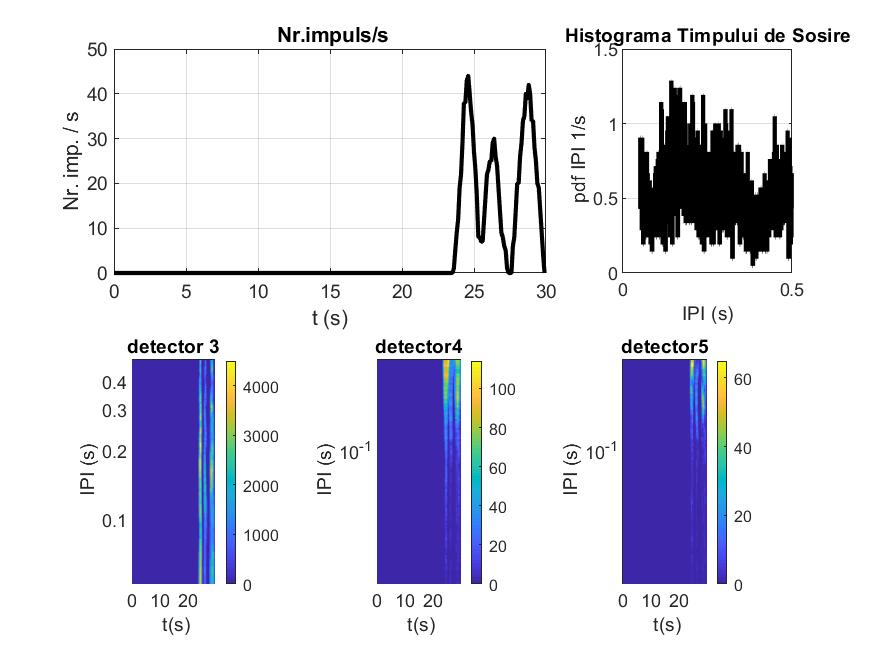 Nr.impuls/s
Nr. imp. / s
50
40
30
20
10
0
0 5 10 15 20 25 30
t (s)
Histograma Timpului de Sosire
pdf IPI 1/s
1.5
1
0.5
0
0 0.5
IPI (s)
detector 3
IPI (s)
0.4
0.3
0.2
0.1
0 10 20
t(s)
4000
3000
2000
1000
0
detector4
IPI (s)
10-1
0 10 20
t(s)
100
80
60
40
20
0
detector5
IPI (s)
10-1
0 10 20
t(s)
60
40
20
0